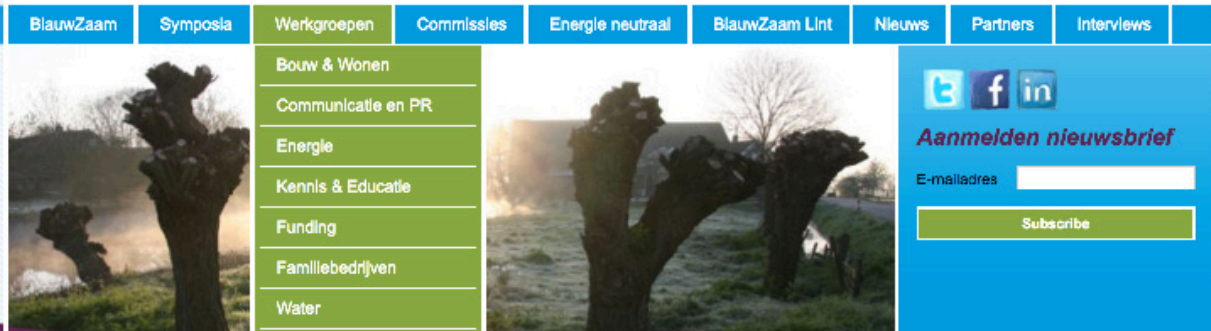 BlauwZaam
Symposia
Werkgroepen
Commissies
Energie neutraal
BlauwZaam Lint
Nieuws
Partners
Interviews
Bouw & Wonen
Communicatie en PR
Energie
Kennis & Educatie
Funding
Familiebedrijven
Water
Aanmelden nieuwsbrief
E-mailadres
Subscribe